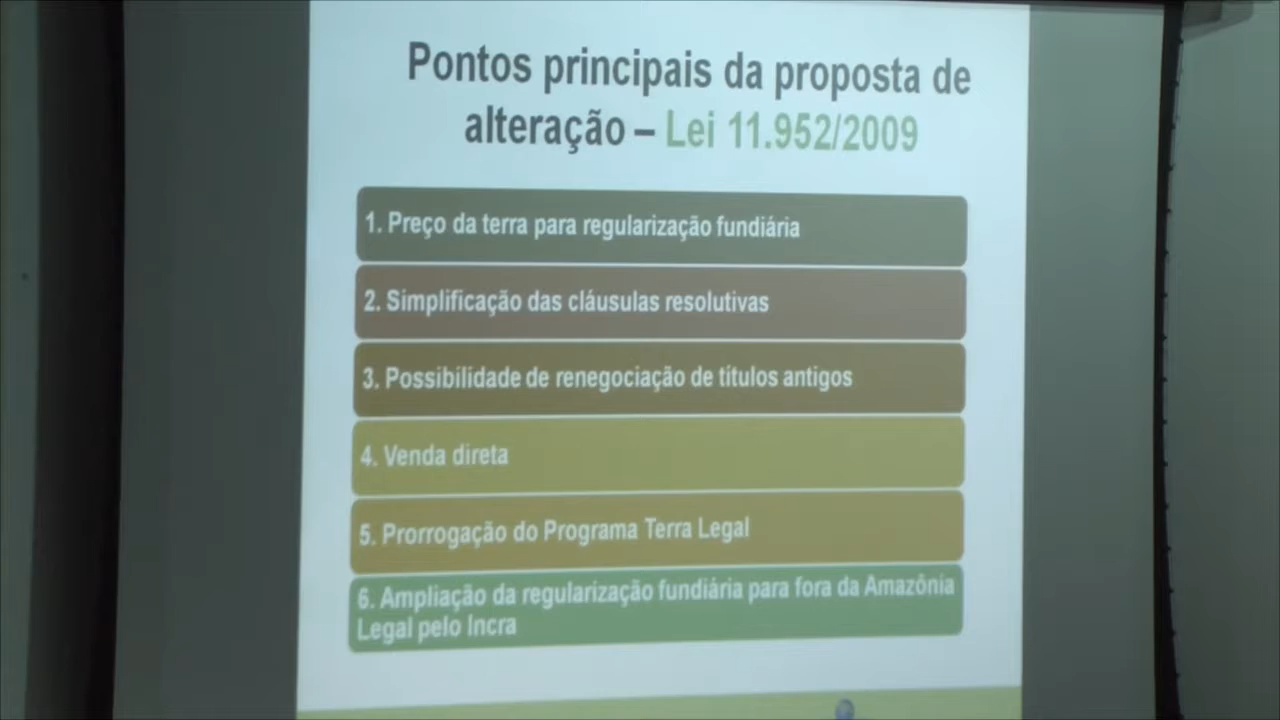 Pontos principais da proposta de
alteração – Lei 11.952/2009
1. Preço da terra para regularização fundiária
2. Simplificação das cláusulas resolutivas
3. Possibilidade de renegociação de títulos antigos
4. Venda direta
5. Prorrogação do Programa Terra Legal
6. Ampliação da regularização fundiária para fora da Amazônia
Legal pelo Incra